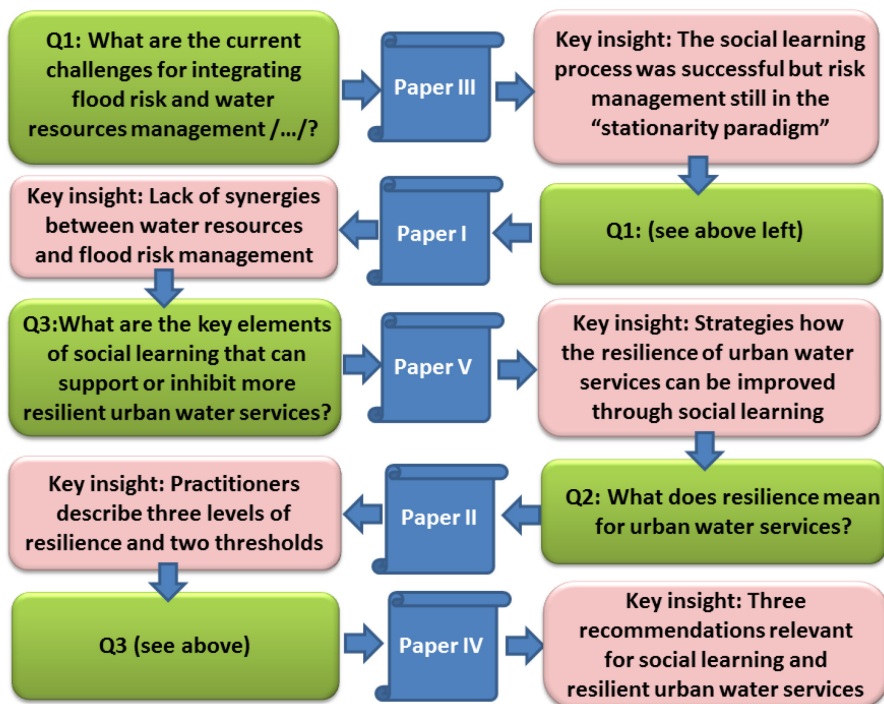 Q1: What are the current
challenges for integrating
flood risk and water
resources management /.../?
Paper III
Key insight: The social learning
process was successful but risk
management still in the
“stationarity paradigm”
Key insight: Lack of synergies
between water resources
and flood risk management
Paper I
Q1: (see above left)
Q3:What are the key elements
of social learning that can
support or inhibit more
resilient urban water services?
Paper V
Key insight: Strategies how
the resilience of urban water
services can be improved
through social learning
Key insight: Practitioners
describe three levels of
resilience and two thresholds
Paper II
Q2: What does resilience mean
for urban water services?
Q3 (see above)
Paper IV
Key insight: Three
recommendations relevant
for social learning and
resilient urban water services